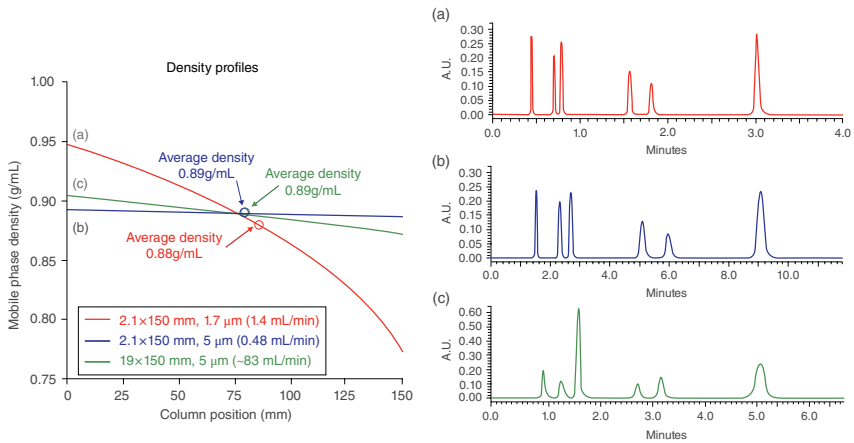 Density profiles
Mobile phase density (g/mL)
1.00
0.95
0.90
0.85
0.80
0.75
(a)
(c)
(b)
Average density
0.89g/mL
Average density
0.89g/mL
Average density
0.88g/mL
2.1×150 mm, 1.7 μm (1.4 mL/min)
2.1×150 mm, 5 μm (0.48 mL/min)
19×150 mm, 5 μm (~83 mL/min)
0 25 50 75 100 125 150
Column position (mm)
(a)
A.U.
0.30
0.25
0.20
0.15
0.10
0.05
0.00
0.0 1.0 2.0 3.0 4.0
Minutes
(b)
A.U.
0.30
0.25
0.20
0.15
0.10
0.05
0.00
0.0 2.0 4.0 6.0 8.0 10.0
Minutes
(c)
A.U.
0.60
0.50
0.40
0.30
0.20
0.10
0.00
1.0 2.0 3.0 4.0 5.0 6.0
Minutes